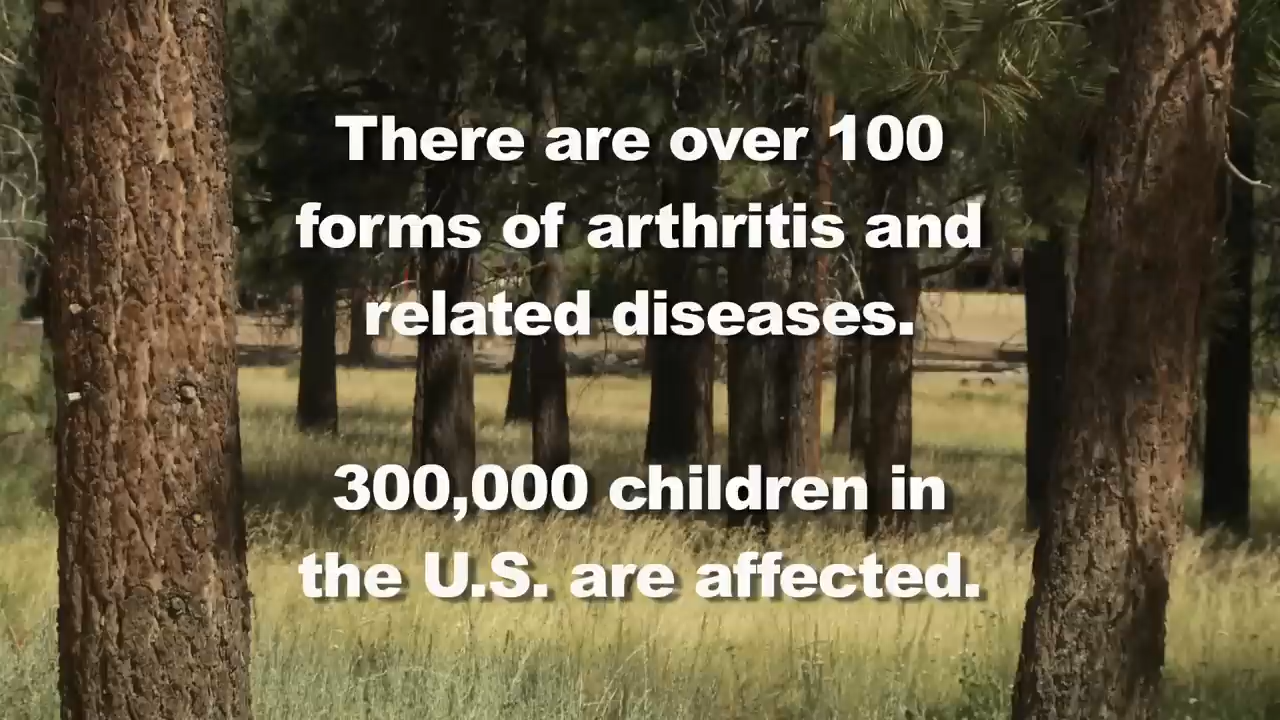 There are over 100
forms of arthritis and
related diseases.
300,000 children in
the U.S. are affected.